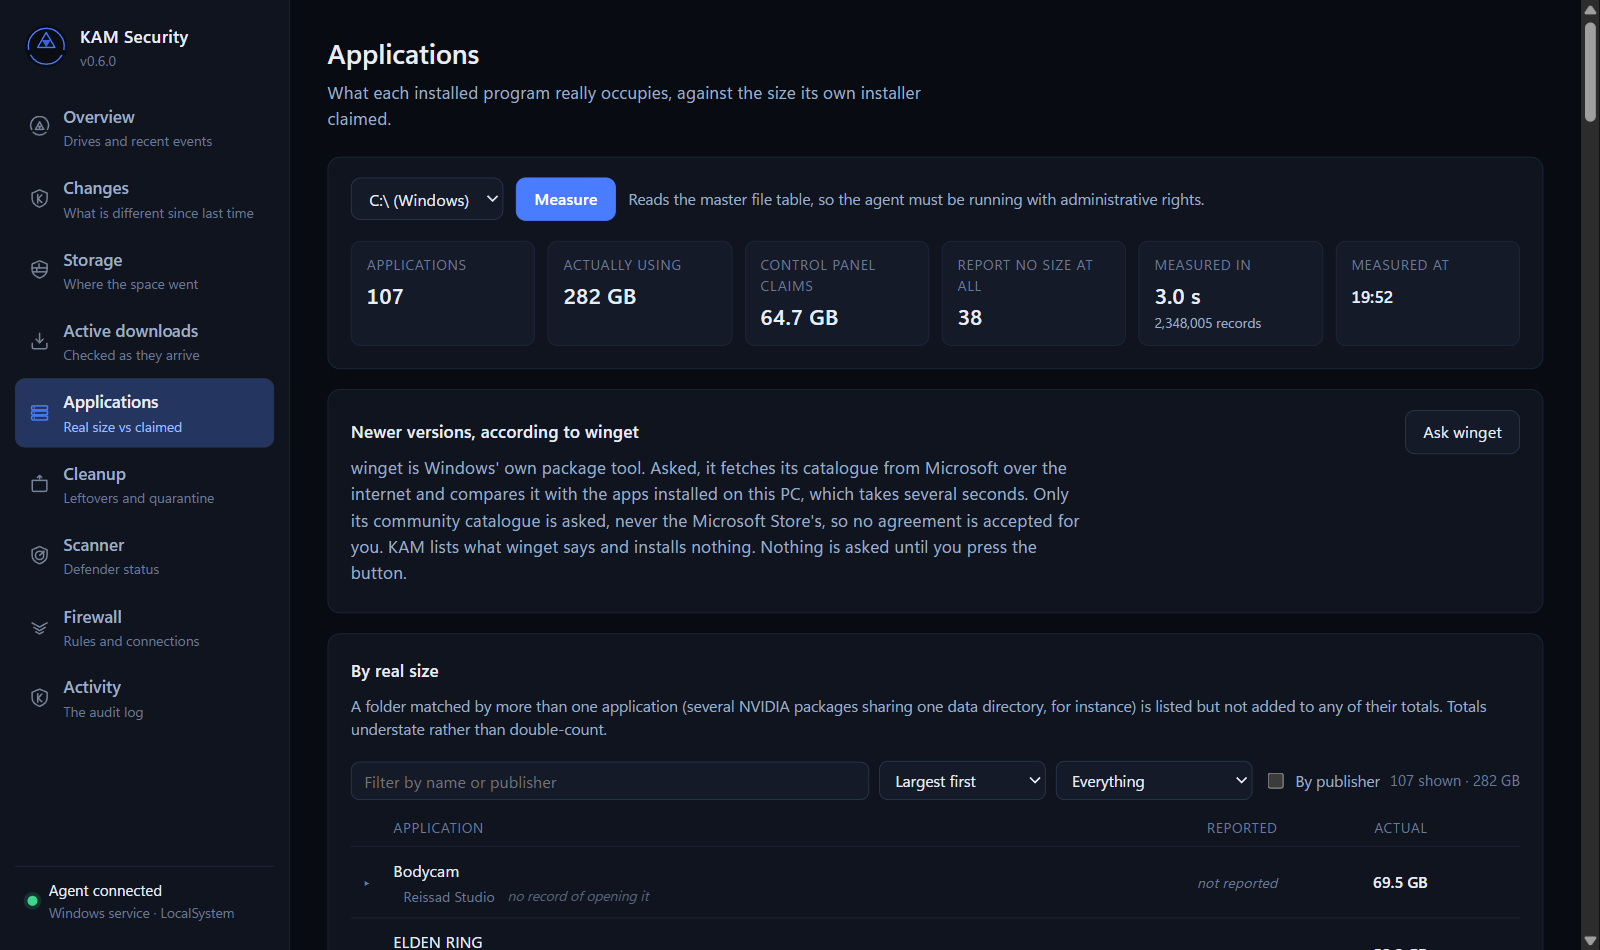 KAM Security
v0.6.0
Overview
Drives and recent events
Changes
What is different since last time
Storage
Where the space went
Active downloads
Checked as they arrive
Applications
Real size vs claimed
Cleanup
Leftovers and quarantine
Scanner
Defender status
Firewall
Rules and connections
Activity
The audit log
Agent connected
Windows service · LocalSystem
Applications
What each installed program really occupies, against the size its own installer
claimed.
C:\ (Windows)
Measure
Reads the master file table, so the agent must be running with administrative rights.
APPLICATIONS
107
ACTUALLY USING
282 GB
CONTROL PANEL
CLAIMS
64.7 GB
REPORT NO SIZE AT
ALL
38
MEASURED IN
3.0 s
2,348,005 records
MEASURED AT
19:52
Newer versions, according to winget
Ask winget
winget is Windows' own package tool. Asked, it fetches its catalogue from Microsoft over the
internet and compares it with the apps installed on this PC, which takes several seconds. Only
its community catalogue is asked, never the Microsoft Store's, so no agreement is accepted for
you. KAM lists what winget says and installs nothing. Nothing is asked until you press the
button.
By real size
A folder matched by more than one application (several NVIDIA packages sharing one data directory, for instance) is listed but not added to any of their totals. Totals
understate rather than double-count.
Filter by name or publisher
Largest first
Everything
By publisher
107 shown · 282 GB
APPLICATION
REPORTED
ACTUAL
Bodycam
Reissad Studio
no record of opening it
not reported
69.5 GB
ELDEN RING